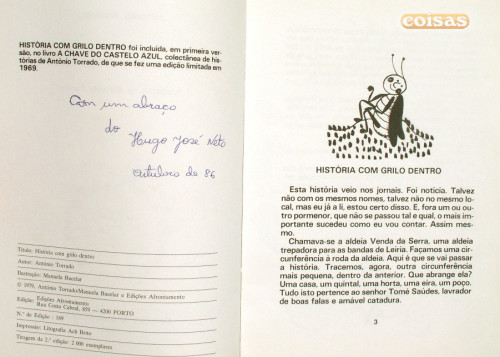 HISTÓRIA COM GRILO DENTRO foi incluída, em primeira ver-
são, no livro A CHAVE DO CASTELO AZUL, colectânea de his-
tórias de António Torrado, de que se fez uma edição limitada em
1969.
Com um abraço
do Hugo José Neto
outubro de 86
Título: História com grilo dentro
Autor: António Torrado
Ilustração: Manuela Bacelar
© 1979, António Torrado/Manuela Bacelar e Edições Afrontamento
Edição: Edições Afrontamento
Rua Costa Cabral, 859 — 4200 PORTO
N.º de Edição: 169
Impressão: Litografia Ach Brito
Tiragem da 2.ª edição: 2 000 exemplares
coisas
HISTÓRIA COM GRILO DENTRO
Esta história veio nos jornais. Foi notícia. Talvez
não com os mesmos nomes, talvez não no mesmo lo-
cal, mas eu já a li, estou certo disso. E, fora um ou ou-
tro pormenor, que não se passou tal e qual, o mais im-
portante sucedeu como eu vou contar. Assim mes-
mo.
Chamava-se a aldeia Venda da Serra, uma aldeia
trepadora para as bandas de Leiria. Façamos uma cir-
cunferência à roda da aldeia. Aqui é que se vai passar
a história. Tracemos, agora, outra circunferência
mais pequena, dentro da anterior. Que abrange ela?
Uma casa, um quintal, uma horta, uma eira, um poço.
Tudo isto pertence ao senhor Tomé Saúdes, lavrador
de boas falas e amável catadura.
3